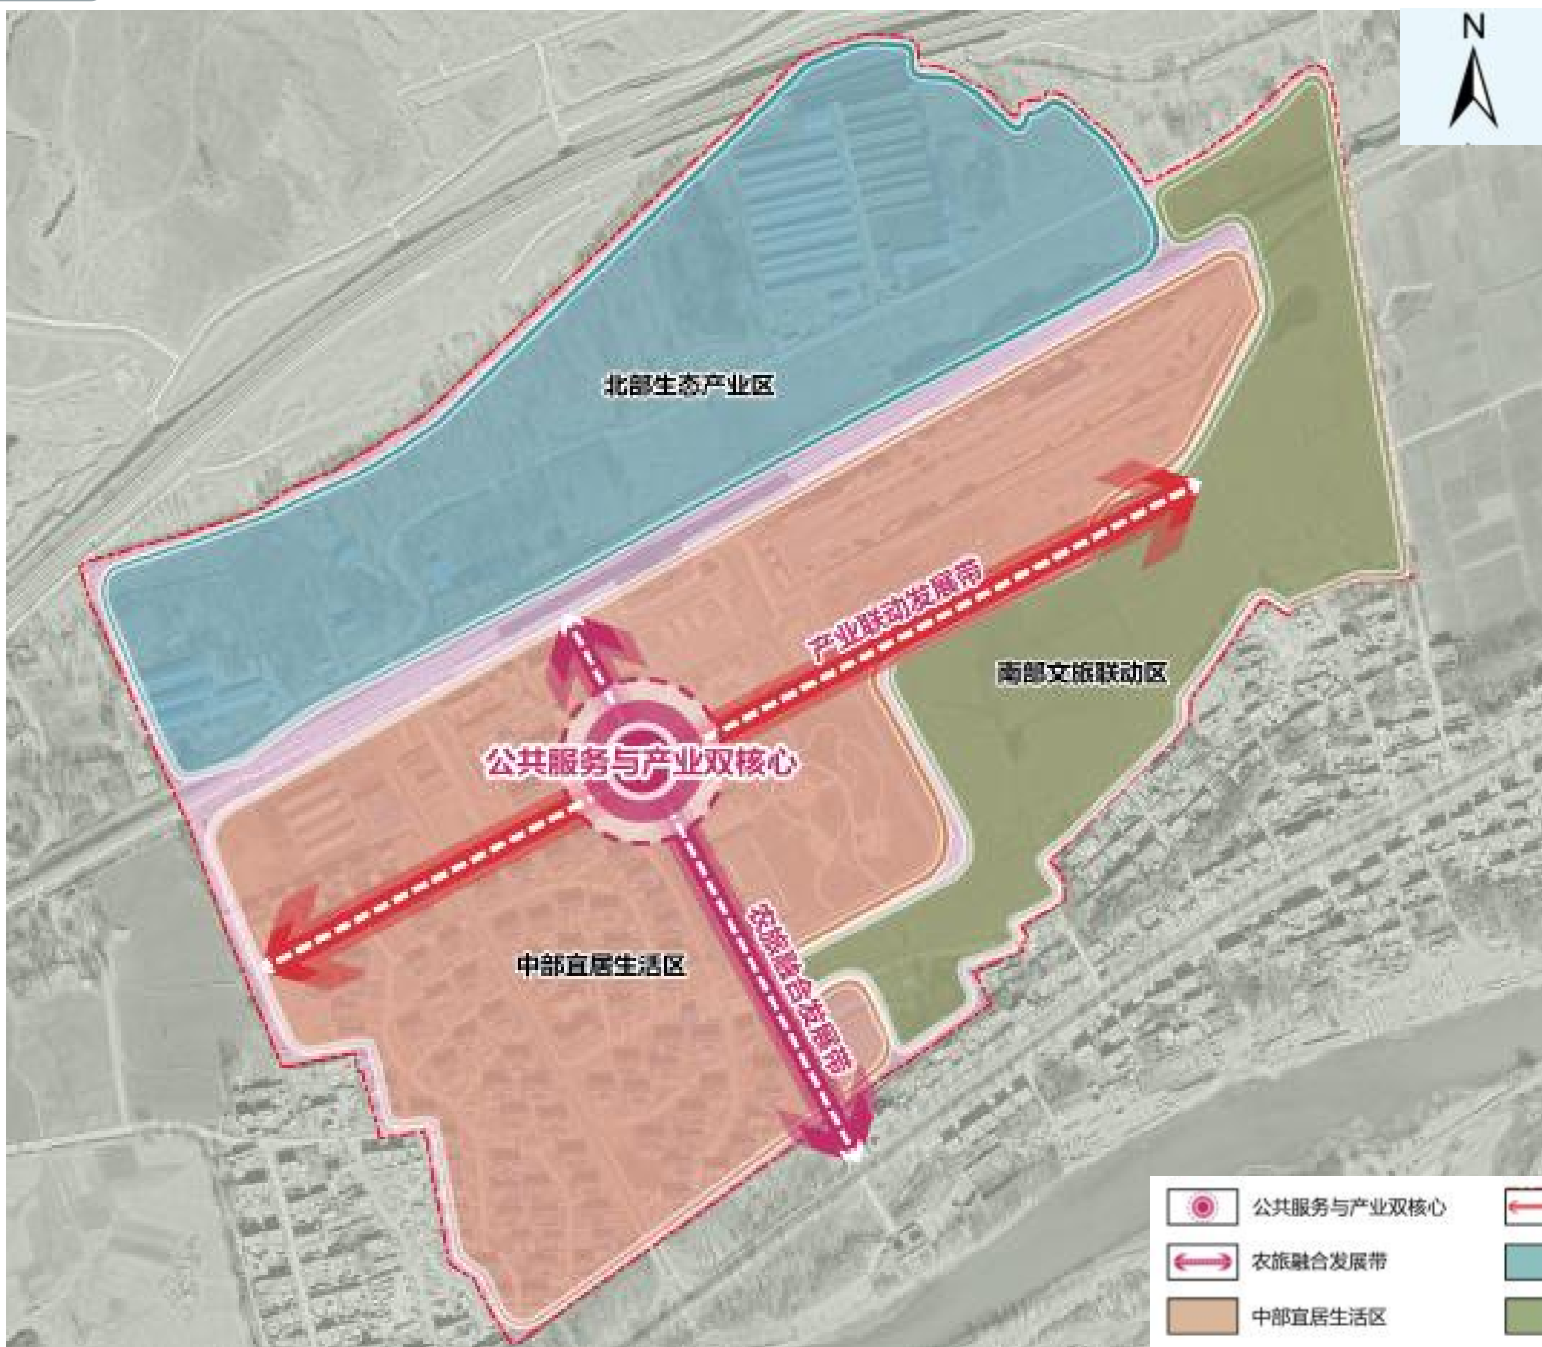 N
北部生态产业区
产业联动发展带
南部文旅联动区
公共服务与产业双核心
农旅融合发展带
中部宜居生活区
公共服务与产业双核心
农旅融合发展带
中部宜居生活区